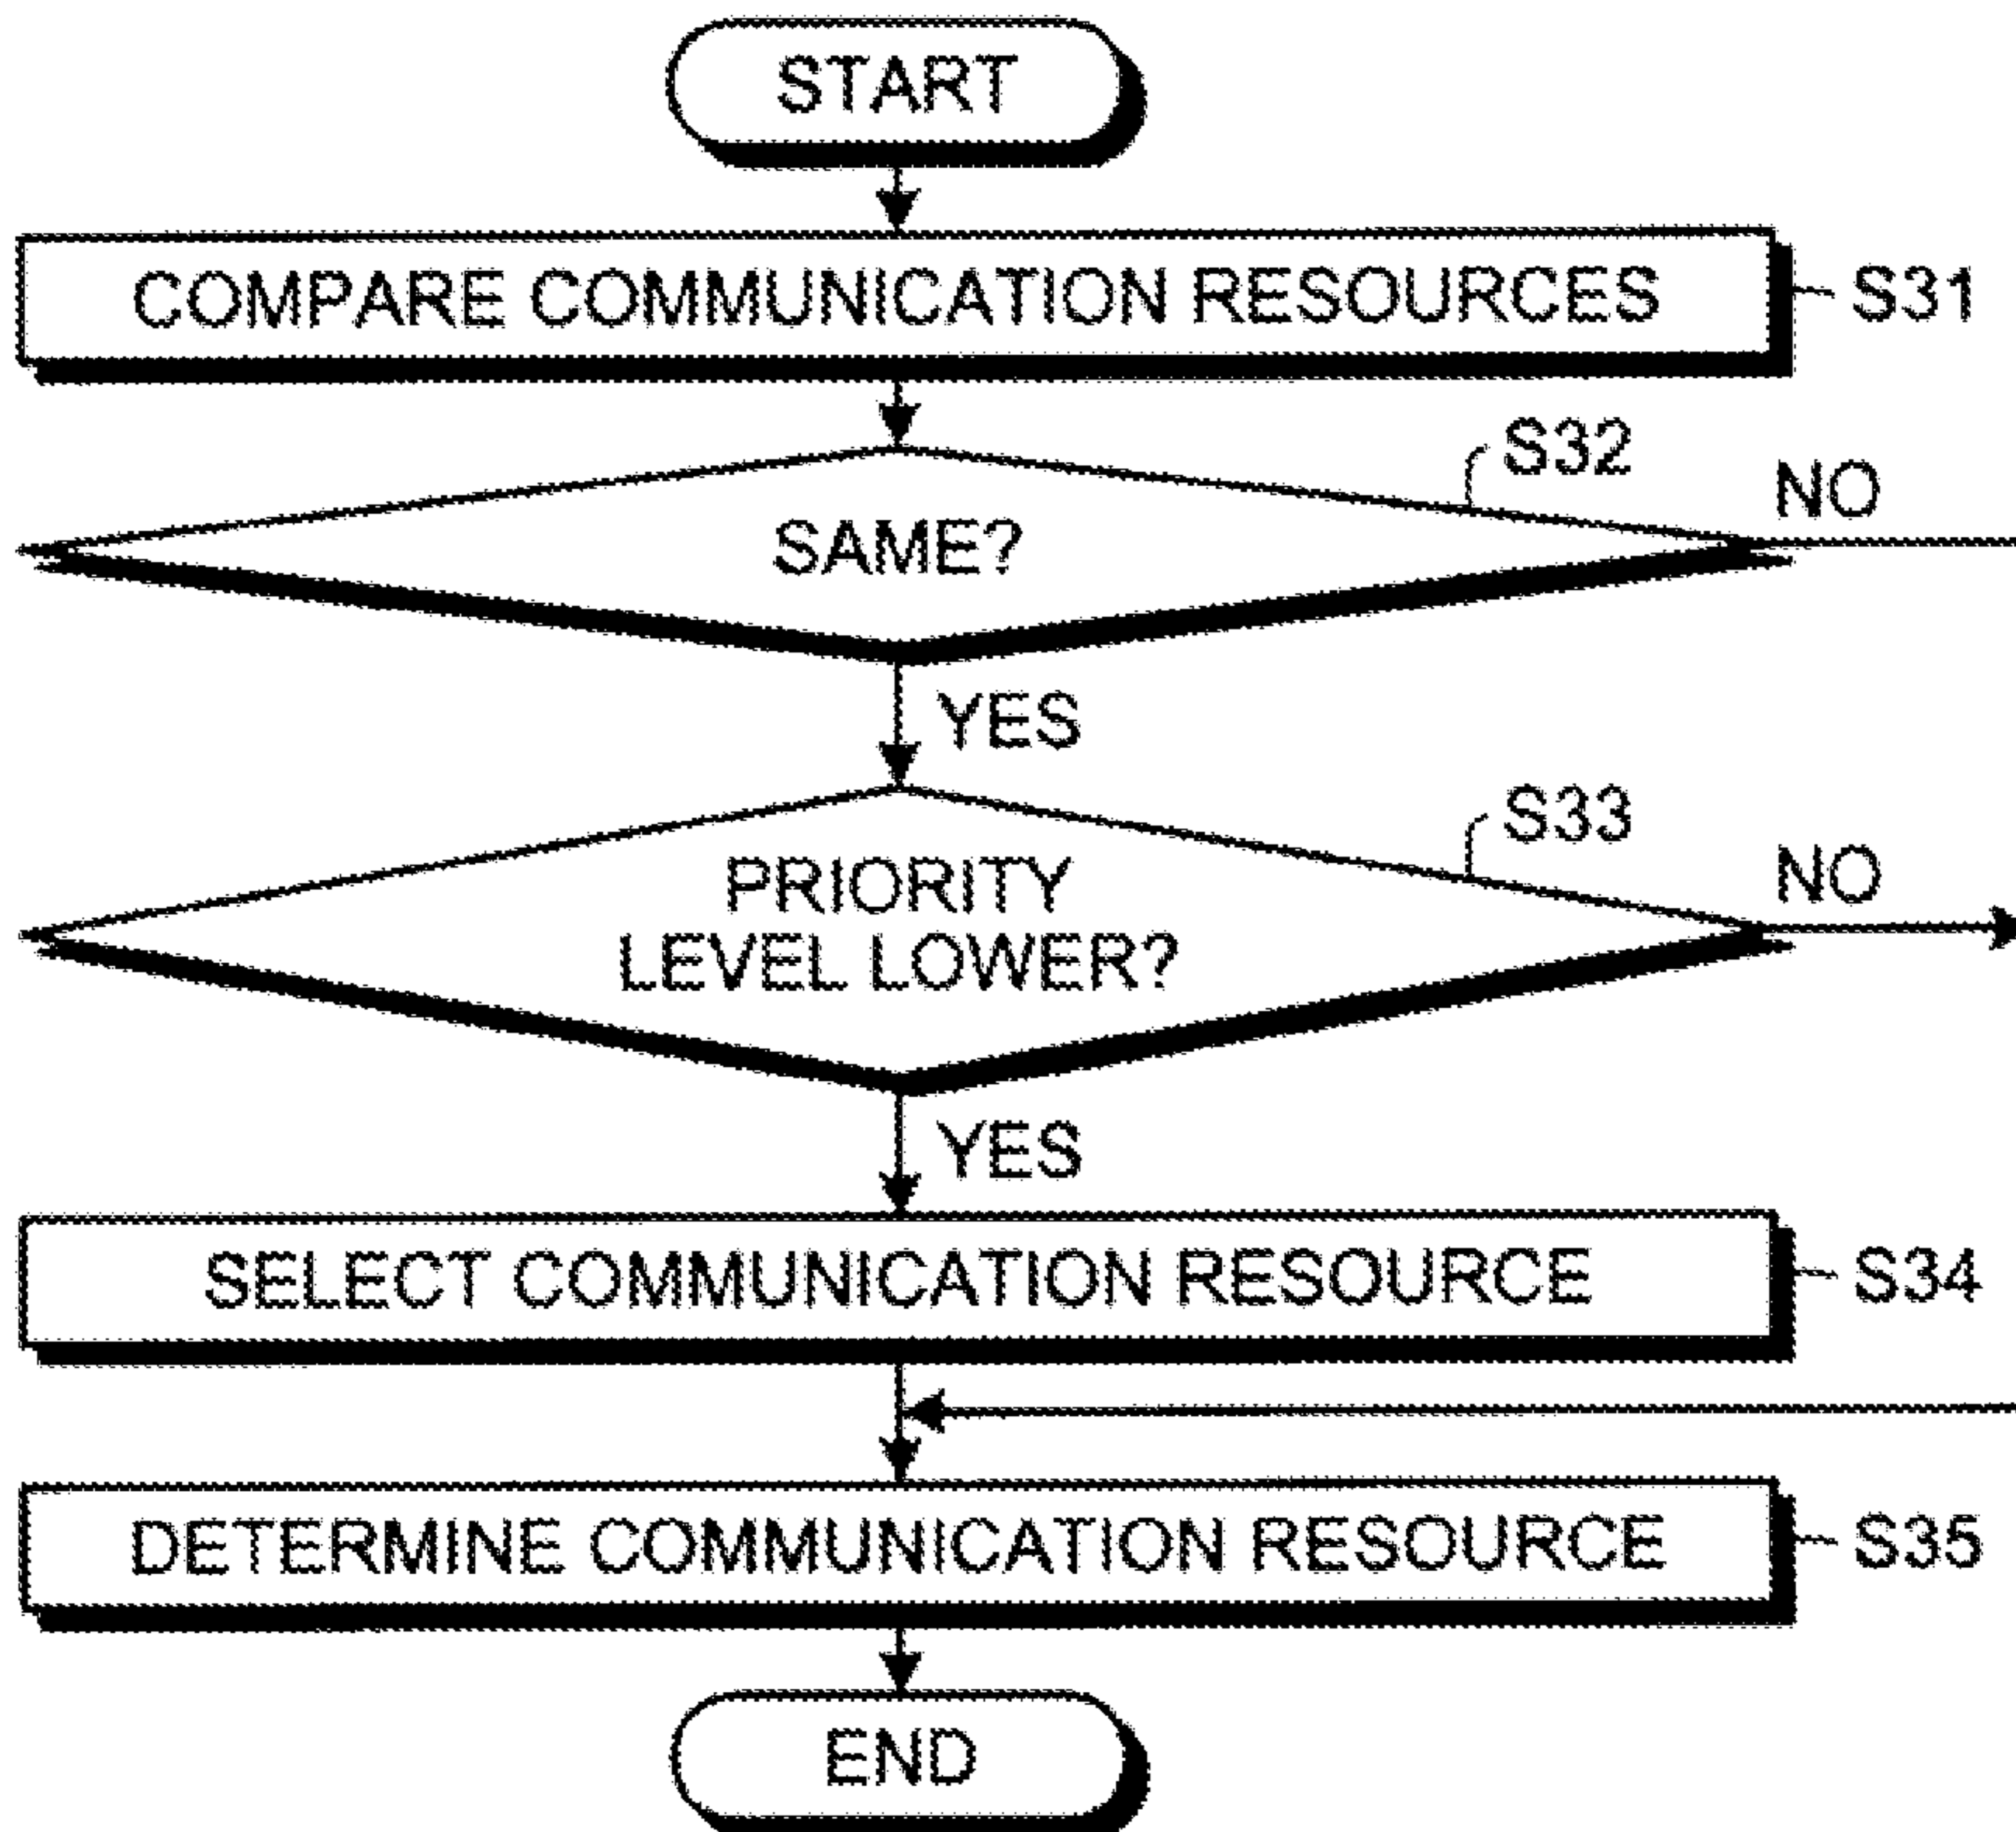 START
COMPARE COMMUNICATION RESOURCES
S31
S32
NO
SAME?
YES
S33
NO
PRIORITY
LEVEL LOWER?
YES
SELECT COMMUNICATION RESOURCE
S34
DETERMINE COMMUNICATION RESOURCE
S35
END